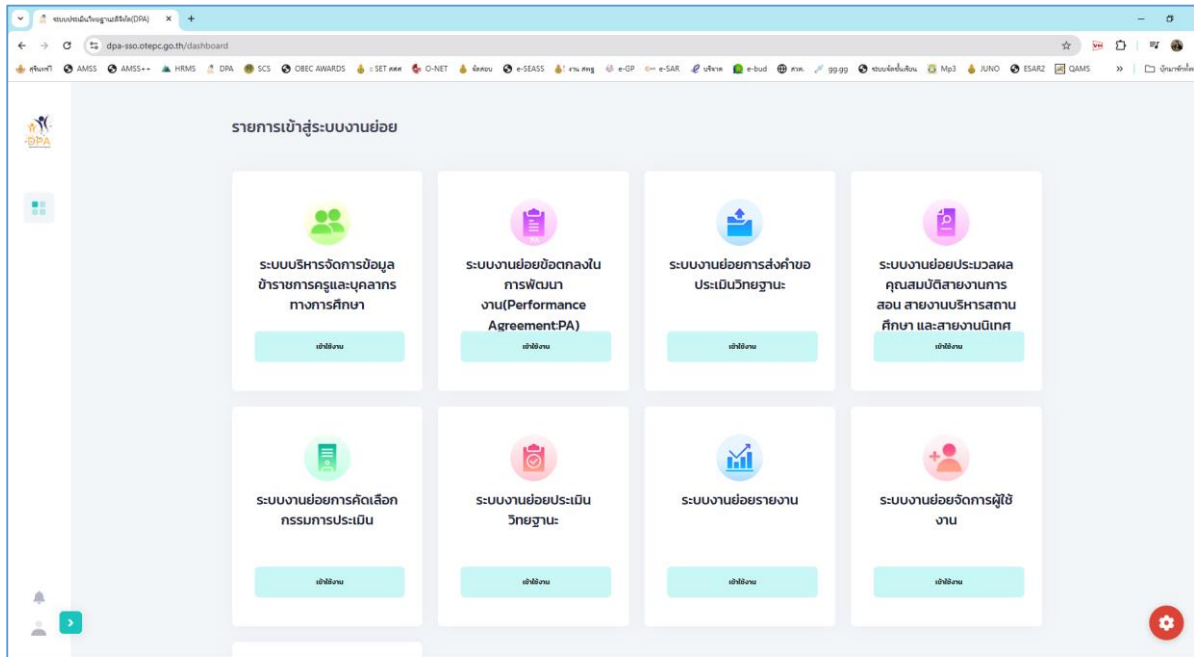 ระบบประเมินวิทยฐานะดิจิทัล(DPA)
dpa-sso.otepc.go.th/dashboard
AMSS AMSS++ HRMS DPA SCS OBEC AWARDS O-NET e-SEASS e-GP e-SAR e-bud gg.gg Mp3 JUNO ESAR2 QAMS
DPA
รายการเข้าสู่ระบบงานย่อย
ระบบบริหารจัดการข้อมูล
ข้าราชการครูและบุคลากร
ทางการศึกษา
เข้าใช้งาน
ระบบงานย่อยข้อตกลงใน
การพัฒนา
งาน(Performance
Agreement:PA)
เข้าใช้งาน
ระบบงานย่อยการส่งคำขอ
ประเมินวิทยฐานะ
เข้าใช้งาน
ระบบงานย่อยประมวลผล
คุณสมบัติสายงานการ
สอน สายงานบริหารสถาน
ศึกษา และสายงานนิเทศ
เข้าใช้งาน
ระบบงานย่อยการคัดเลือก
กรรมการประเมิน
เข้าใช้งาน
ระบบงานย่อยประเมิน
วิทยฐานะ
เข้าใช้งาน
ระบบงานย่อยรายงาน
เข้าใช้งาน
ระบบงานย่อยจัดการผู้ใช้
งาน
เข้าใช้งาน